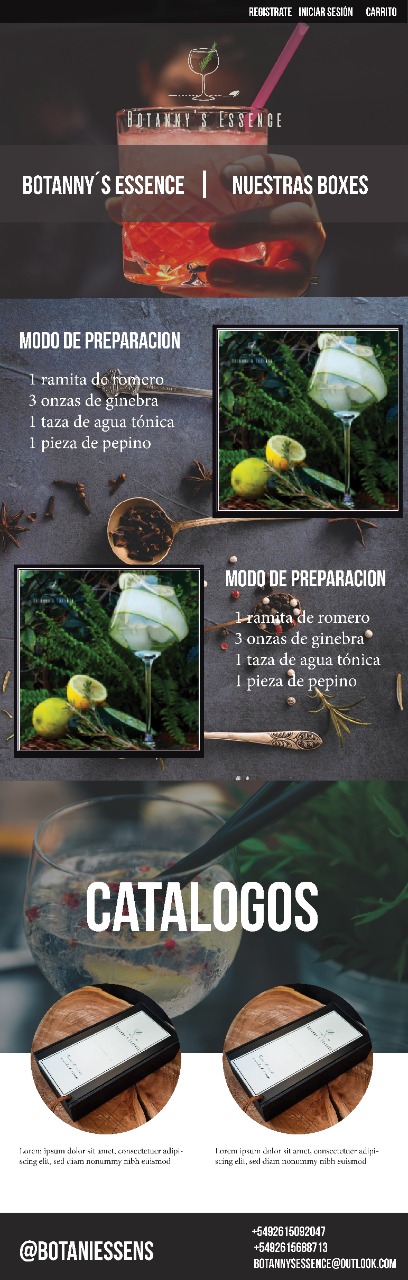 REGISTRATE INICIAR SESIÓN CARRITO
BOTANNY'S ESSENCE
BOTANNY´S ESSENCE | NUESTRAS BOXES
MODO DE PREPARACION
1 ramita de romero
3 onzas de ginebra
1 taza de agua tónica
1 pieza de pepino
MODO DE PREPARACION
1 ramita de romero
3 onzas de ginebra
1 taza de agua tónica
1 pieza de pepino
CATALOGOS
Lorem ipsum dolor sit amet, consectetuer adipi-
scing elit, sed diam nonummy nibh euismod
Lorem ipsum dolor sit amet, consectetuer adipi-
scing elit, sed diam nonummy nibh euismod
@BOTANIESSENS
+5492615092047
+5492615688713
BOTANNYSESSENCE@OUTLOOK.COM